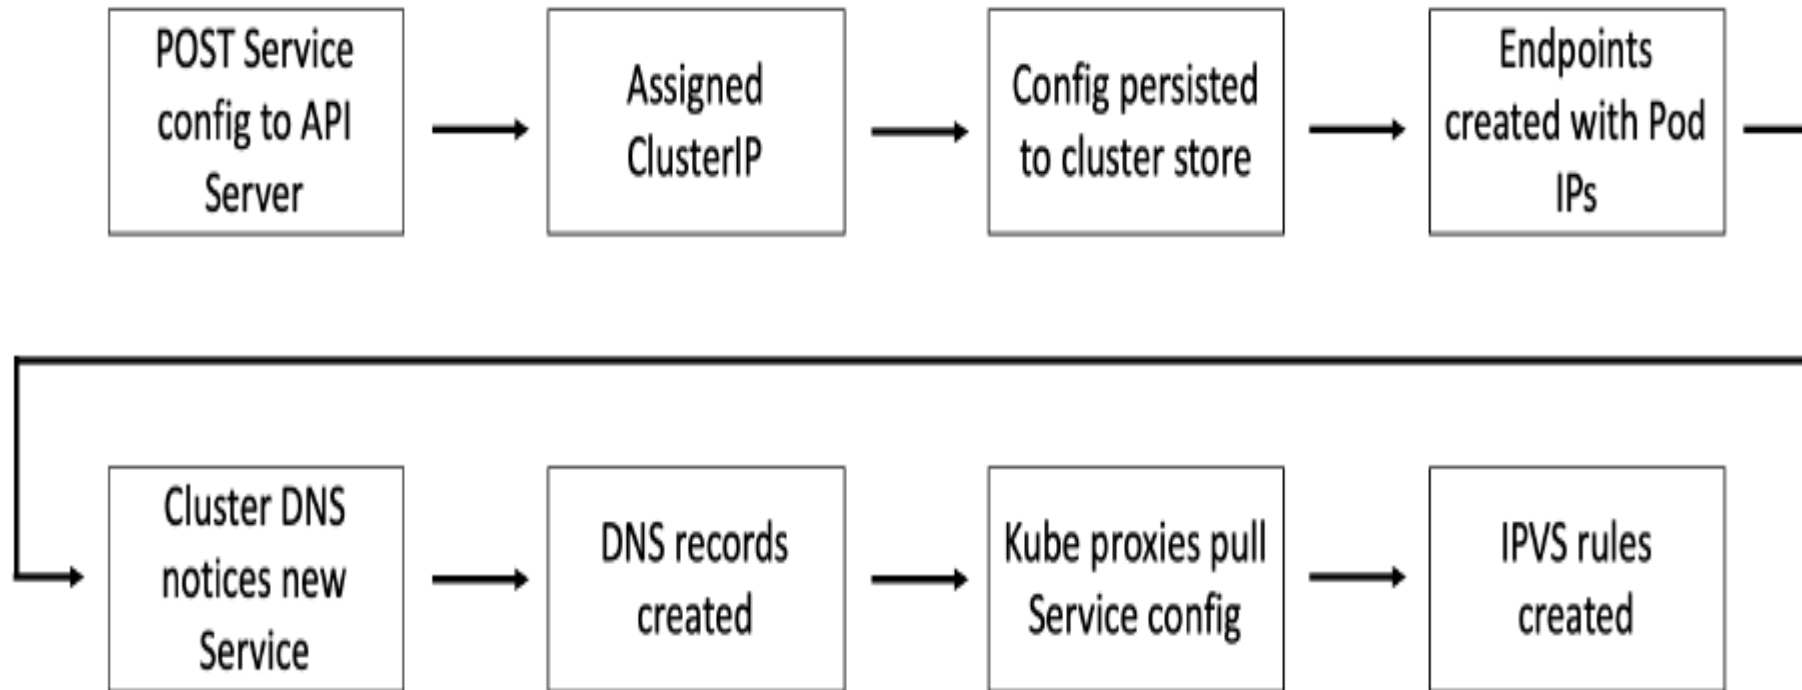 POST Service
config to API
Server
Assigned
ClusterIP
Config persisted
to cluster store
Endpoints
created with Pod
IPs
Cluster DNS
notices new
Service
DNS records
created
Kube proxies pull
Service config
IPVS rules
created